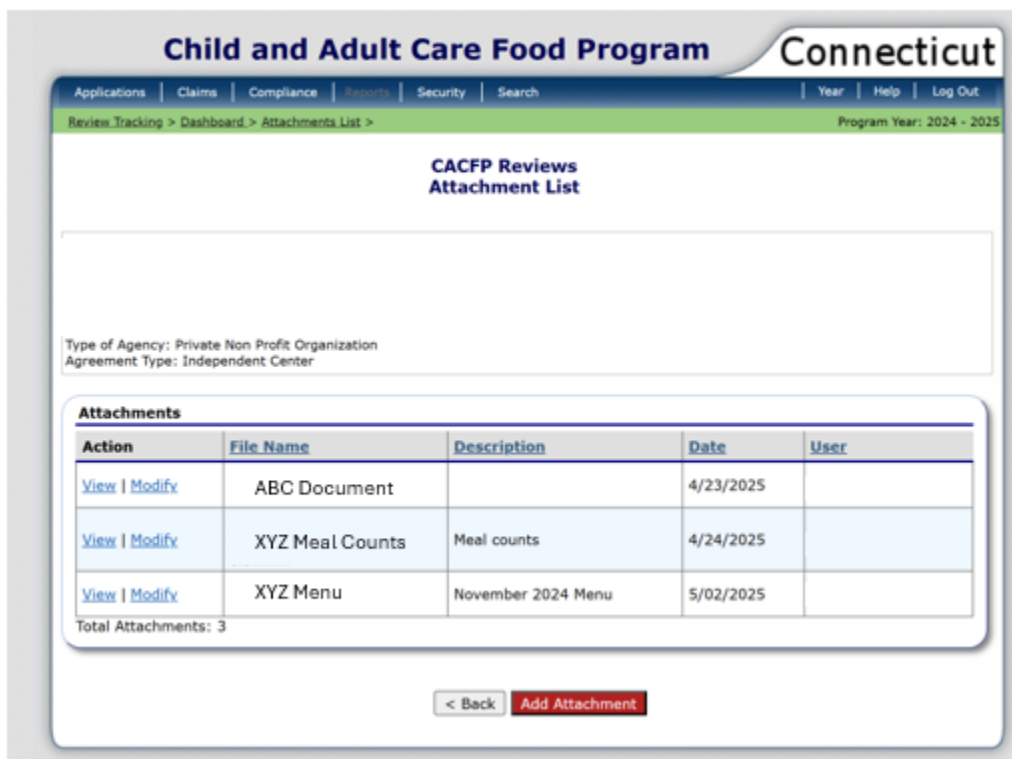 Child and Adult Care Food Program
Connecticut
Applications | Claims | Compliance | Reports | Security | Search | Year | Help | Log Out
Review Tracking > Dashboard > Attachments List > Program Year: 2024 - 2025
CACFP Reviews
Attachment List
Type of Agency: Private Non Profit Organization
Agreement Type: Independent Center
Attachments
Action File Name Description Date User
View | Modify ABC Document 4/23/2025
View | Modify XYZ Meal Counts Meal counts 4/24/2025
View | Modify XYZ Menu November 2024 Menu 5/02/2025
Total Attachments: 3
< Back Add Attachment